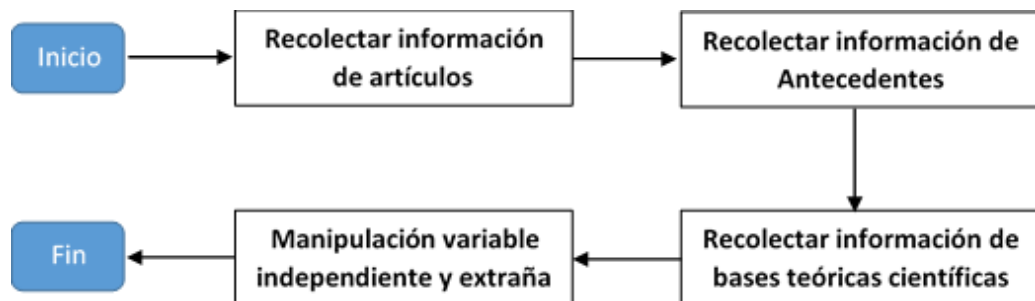 Inicio
Recolectar información
de artículos
Recolectar información de
Antecedentes
Recolectar información de
bases teóricas científicas
Manipulación variable
independiente y extraña
Fin